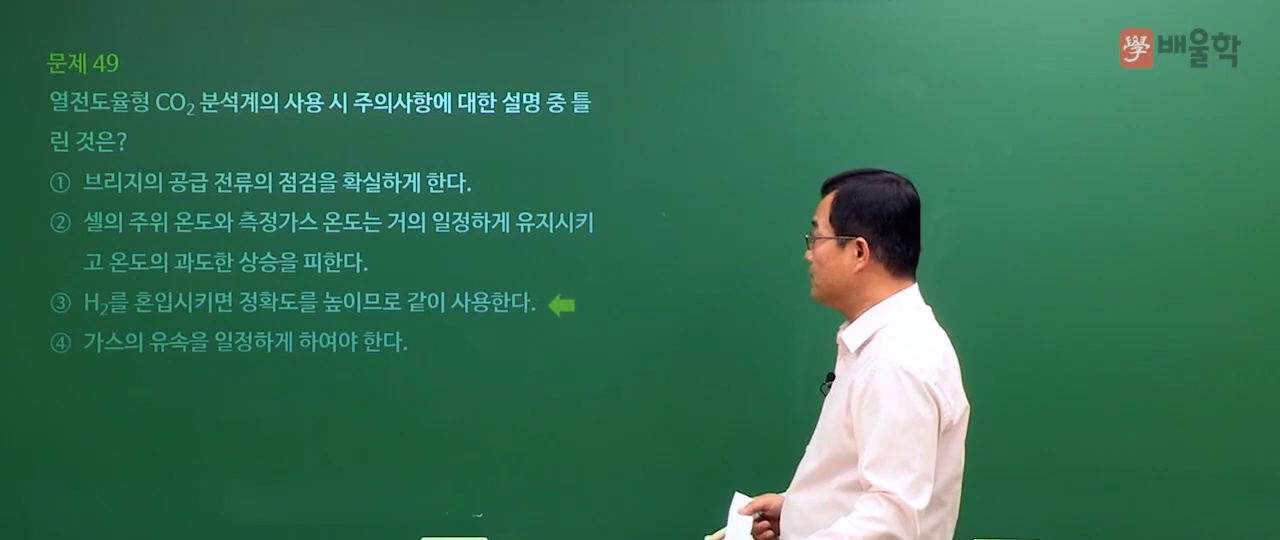 學 배울학
문제 49
열전도율형 CO₂ 분석계의 사용 시 주의사항에 대한 설명 중 틀
린 것은?
① 브리지의 공급 전류의 점검을 확실하게 한다.
② 셀의 주위 온도와 측정가스 온도는 거의 일정하게 유지시키
고 온도의 과도한 상승을 피한다.
③ H₂를 혼입시키면 정확도를 높이므로 같이 사용한다.
④ 가스의 유속을 일정하게 하여야 한다.